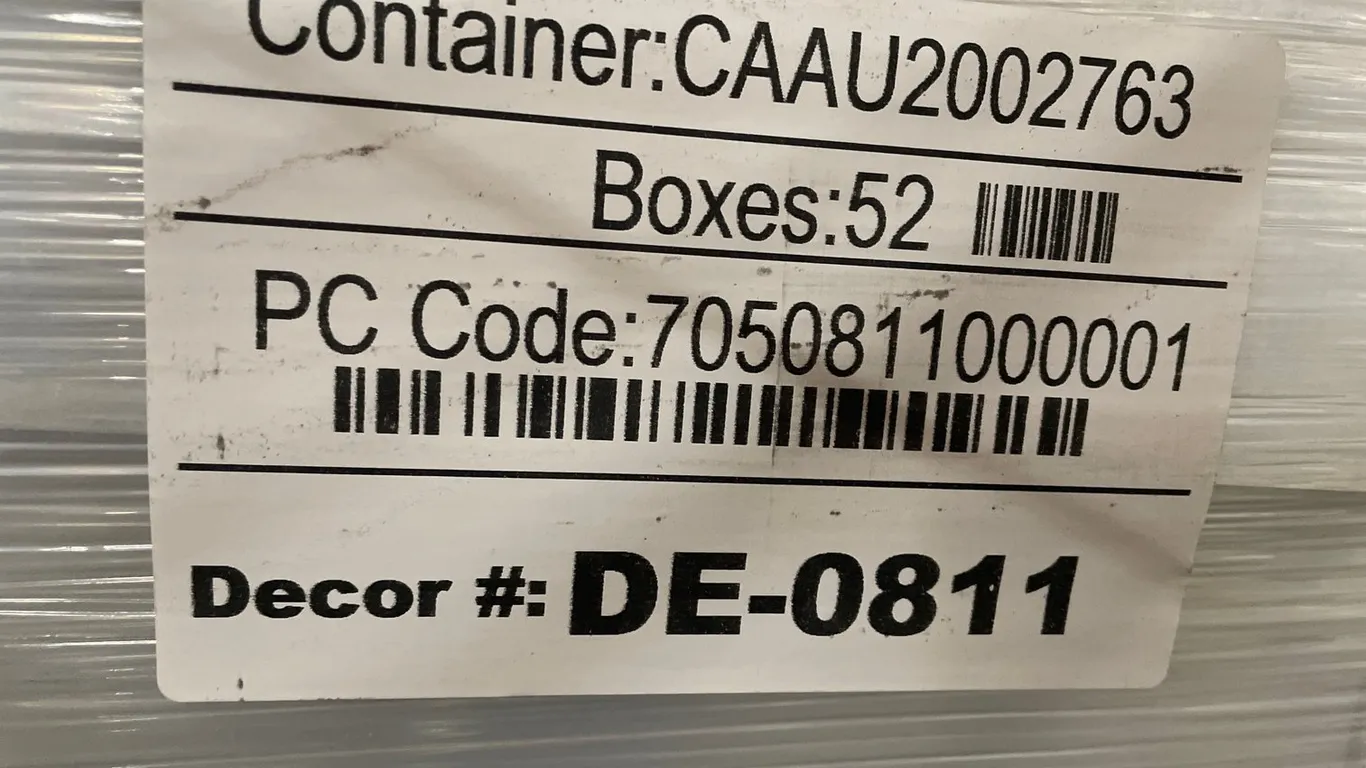 Container:CAAU2002763
Boxes:52
PC Code:7050811000001
Decor #:DE-0811